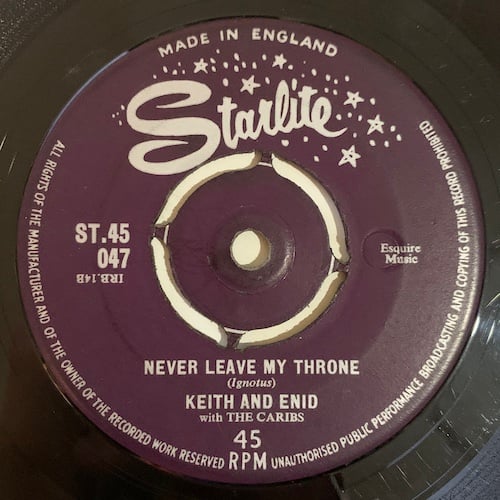 MADE IN ENGLAND
Starlite
ST.45
047
IRB.14B
Esquire
Music
NEVER LEAVE MY THRONE
(Ignotus)
KEITH AND ENID
with THE CARIBS
45
RPM
ALL RIGHTS OF THE MANUFACTURER AND OF THE OWNER OF THE RECORDED WORK RESERVED
UNAUTHORISED PUBLIC PERFORMANCE BROADCASTING AND COPYING OF THIS RECORD PROHIBITED